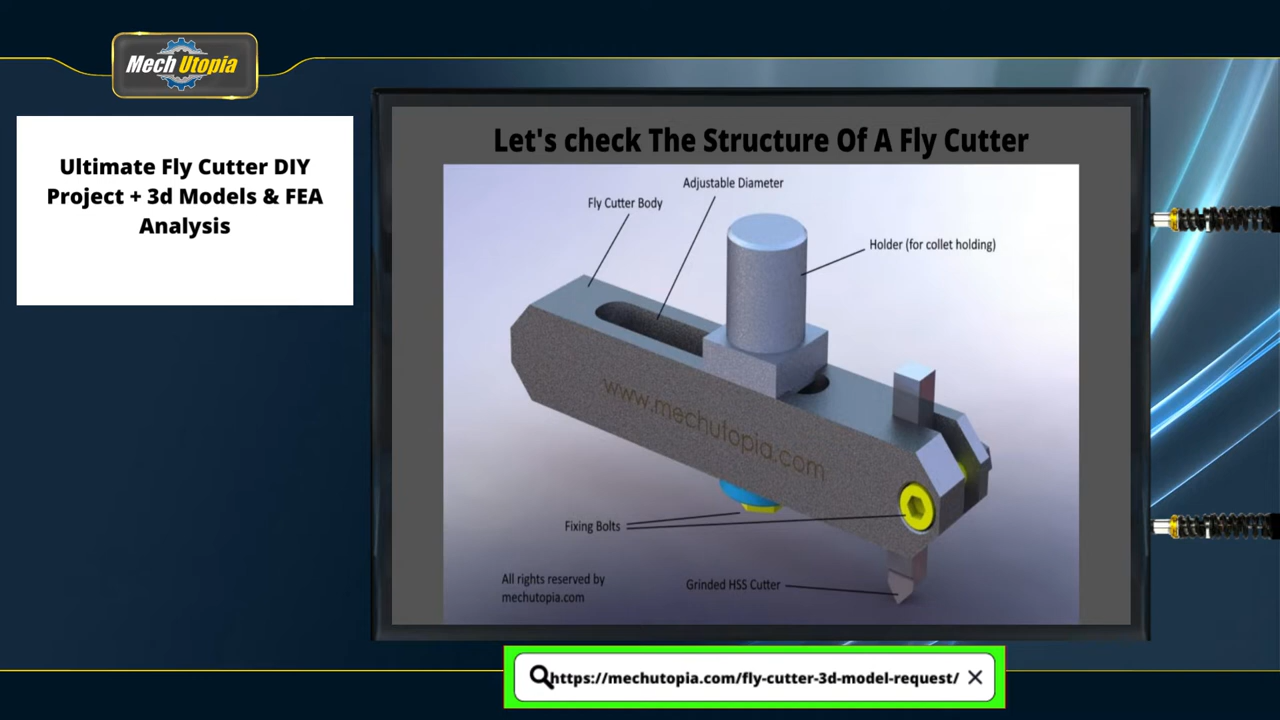 Mech Utopia
Ultimate Fly Cutter DIY
Project + 3d Models & FEA
Analysis
Let's check The Structure Of A Fly Cutter
Adjustable Diameter
Fly Cutter Body
Holder (for collet holding)
www.mechutopia.com
Fixing Bolts
All rights reserved by
mechutopia.com
Grinded HSS Cutter
https://mechutopia.com/fly-cutter-3d-model-request/